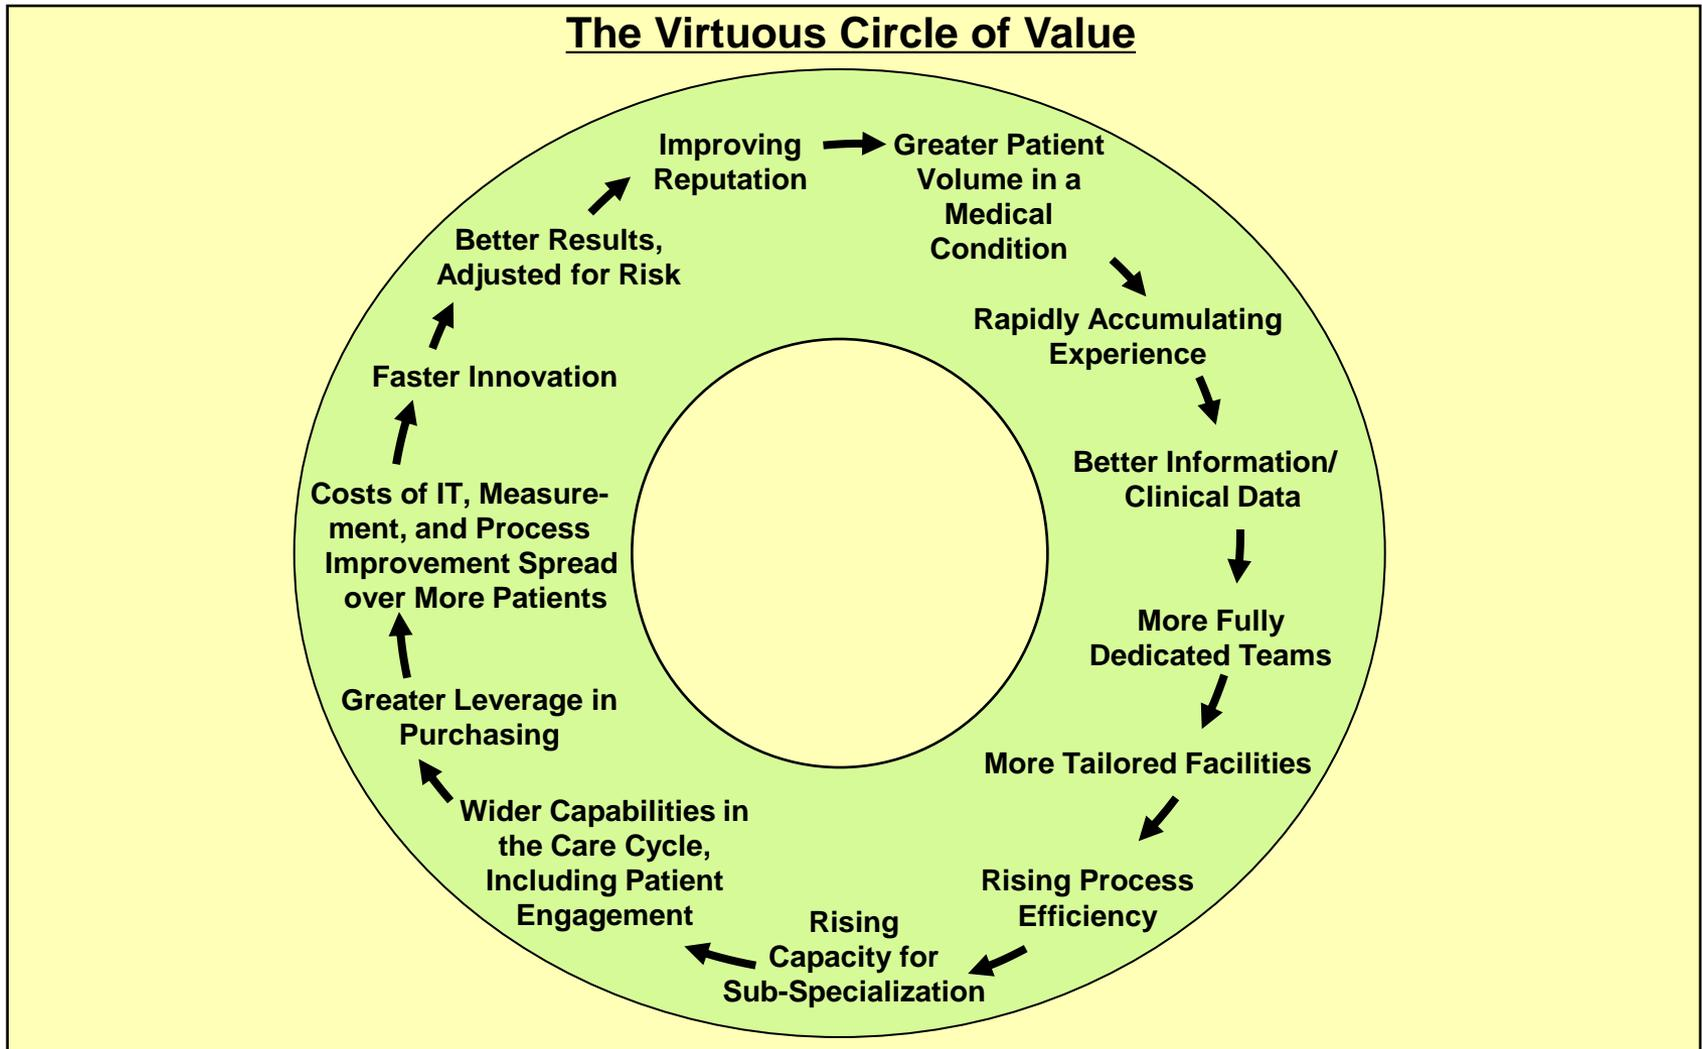 The Virtuous Circle of Value
Improving
Reputation
Greater Patient
Volume in a
Medical
Condition
Rapidly Accumulating
Experience
Better Information/
Clinical Data
More Fully
Dedicated Teams
More Tailored Facilities
Rising Process
Efficiency
Rising
Capacity for
Sub-Specialization
Wider Capabilities in
the Care Cycle,
Including Patient
Engagement
Greater Leverage in
Purchasing
Costs of IT, Measure-
ment, and Process
Improvement Spread
over More Patients
Faster Innovation
Better Results,
Adjusted for Risk